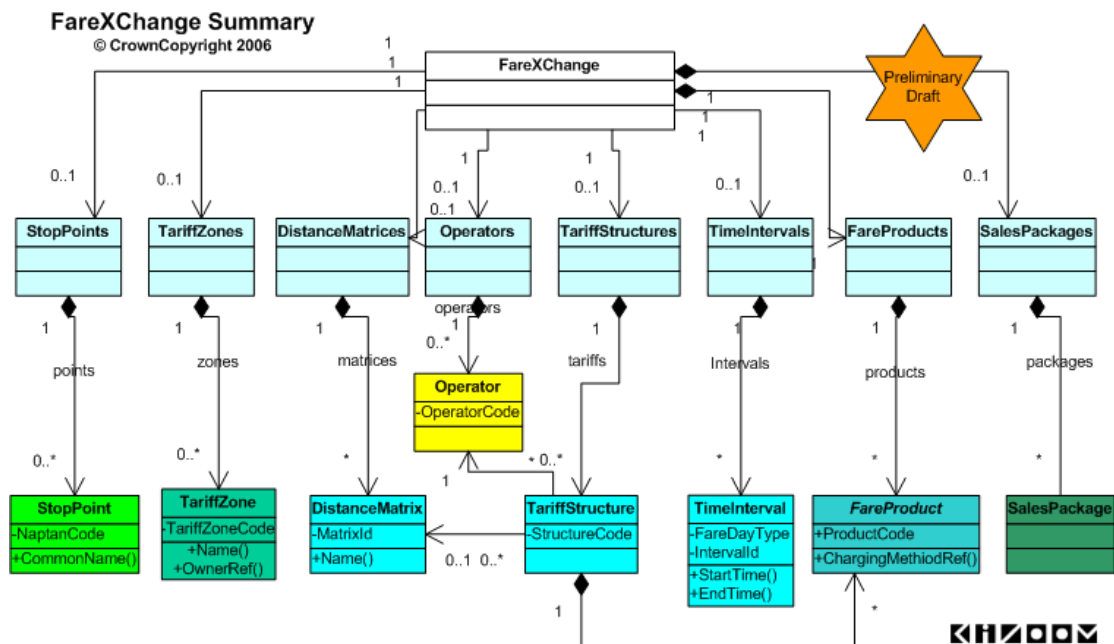 FareXChange Summary
© CrownCopyright 2006
1
1
1
FareXChange
Preliminary
Draft
1
1
1
1
1
0..1
0..1
0..1
0..1
0..1
0..1
0..1
StopPoints
TariffZones
DistanceMatrices
Operators
TariffStructures
TimeIntervals
FareProducts
SalesPackages
1
operators
1
1
1
1
1
1
1
1
points
zones
matrices
0..*
tariffs
Intervals
products
packages
Operator
-OperatorCode
0..*
0..*
*
1
*
0..*
*
*
*
StopPoint
-NaptanCode
+CommonName()
TariffZone
-TariffZoneCode
+Name()
+OwnerRef()
DistanceMatrix
-MatrixId
+Name()
TariffStructure
-StructureCode
TimeInterval
-FareDayType
-IntervalId
+StartTime()
+EndTime()
FareProduct
+ProductCode
+ChargingMethiodRef()
SalesPackage
0..1
0..*
1
*
KIZOOM